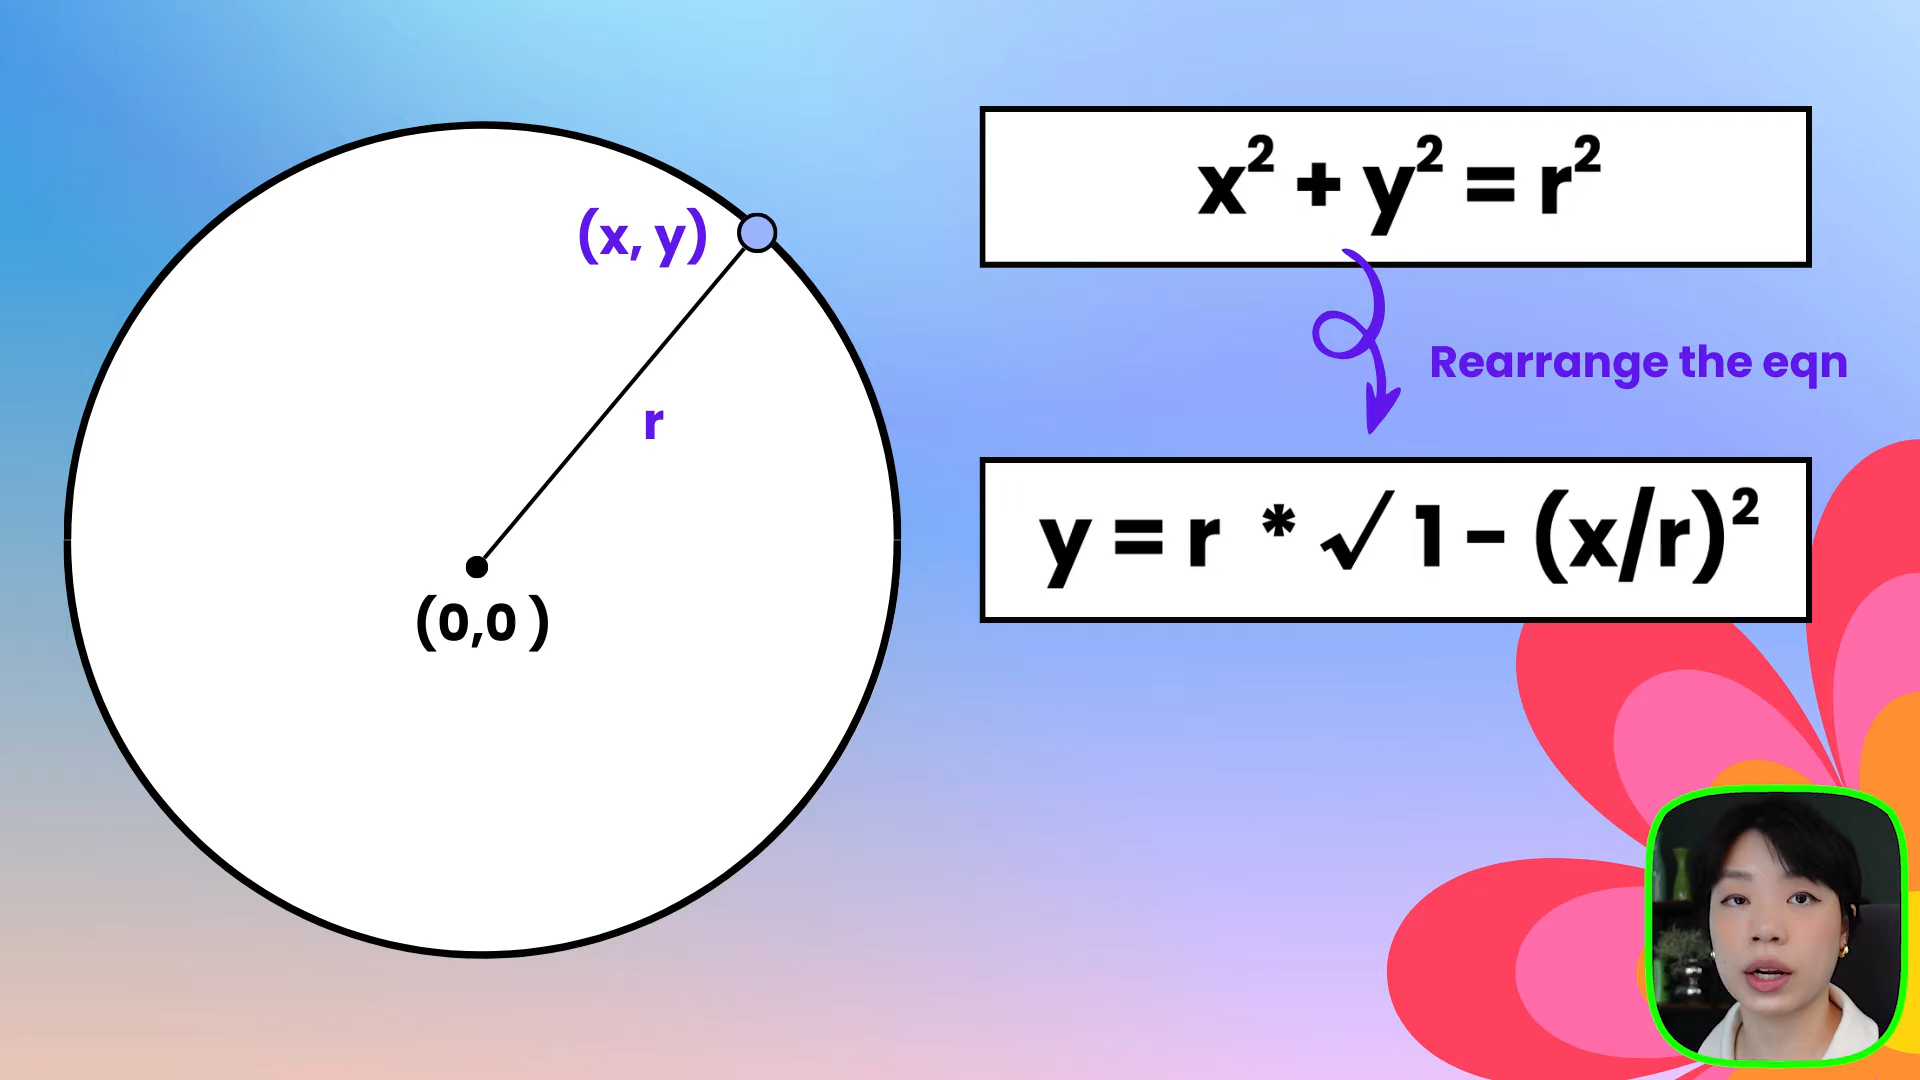 (x, y)
r
(0,0 )
x² + y² = r²
Rearrange the eqn
y = r * √ 1 - (x/r)²